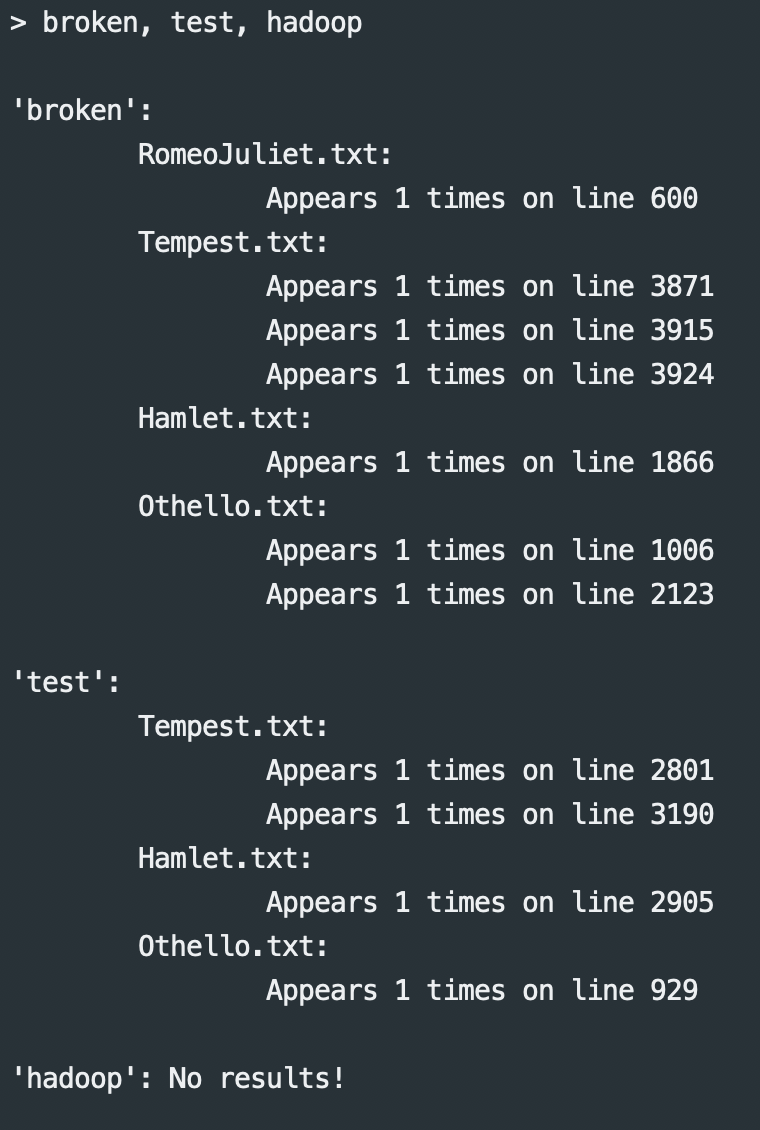 > broken, test, hadoop
'broken':
RomeoJuliet.txt:
Appears 1 times on line 600
Tempest.txt:
Appears 1 times on line 3871
Appears 1 times on line 3915
Appears 1 times on line 3924
Hamlet.txt:
Appears 1 times on line 1866
Othello.txt:
Appears 1 times on line 1006
Appears 1 times on line 2123
'test':
Tempest.txt:
Appears 1 times on line 2801
Appears 1 times on line 3190
Hamlet.txt:
Appears 1 times on line 2905
Othello.txt:
Appears 1 times on line 929
'hadoop': No results!